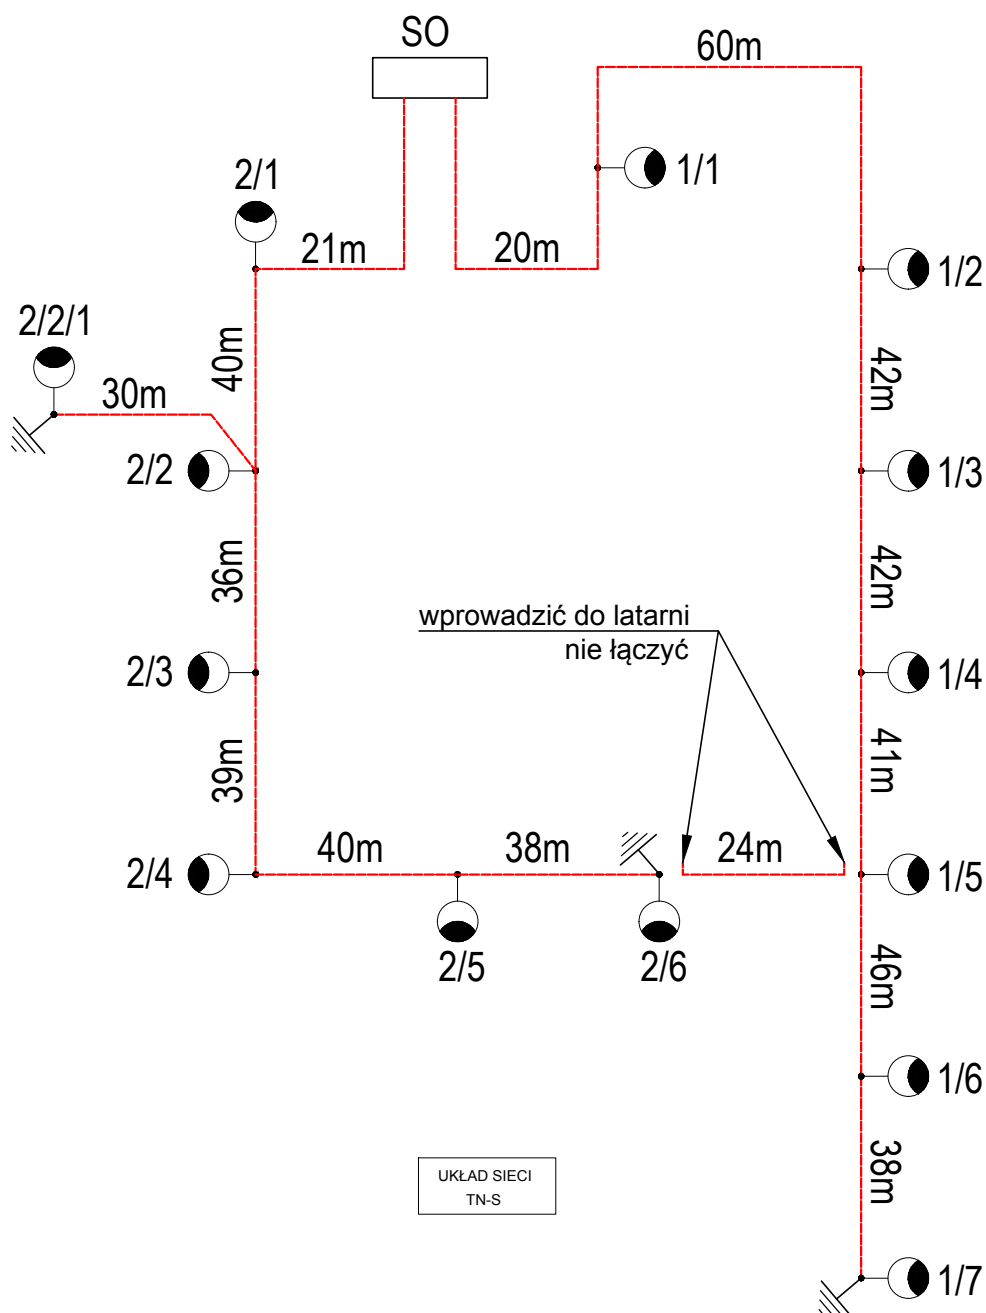 SO
60m
2/1
1/1
21m
20m
1/2
2/2/1
40m
42m
30m
2/2
1/3
36m
42m
wprowadzić do latarni
nie łączyć
2/3
1/4
39m
41m
2/4
40m
38m
24m
1/5
2/5
2/6
46m
1/6
38m
UKŁAD SIECI
TN-S
1/7